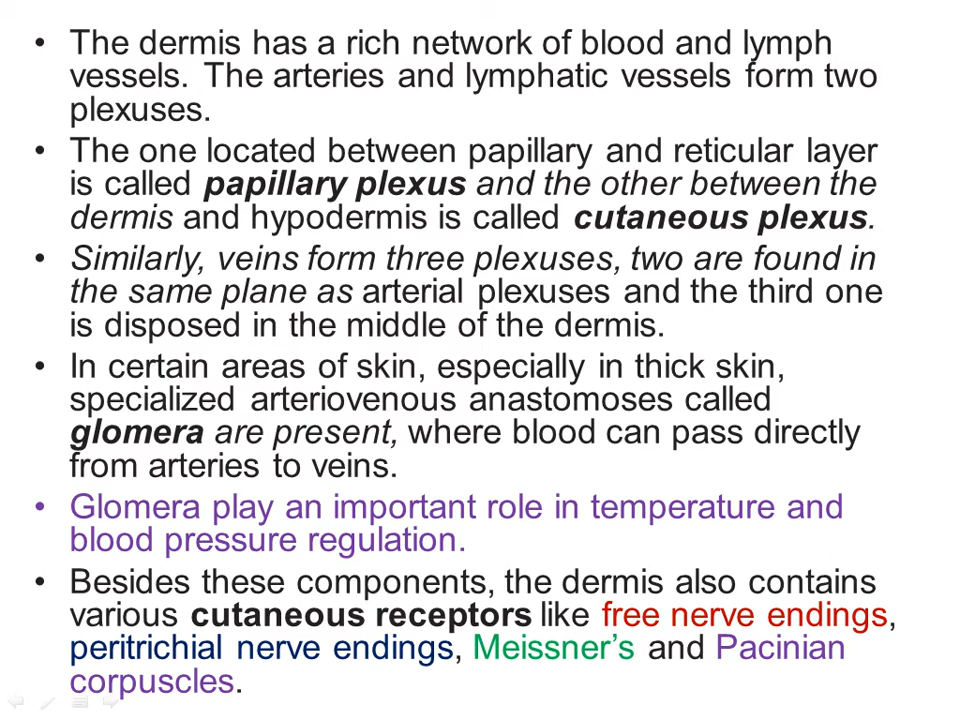 • The dermis has a rich network of blood and lymph
vessels. The arteries and lymphatic vessels form two
plexuses.
• The one located between papillary and reticular layer
is called papillary plexus and the other between the
dermis and hypodermis is called cutaneous plexus.
• Similarly, veins form three plexuses, two are found in
the same plane as arterial plexuses and the third one
is disposed in the middle of the dermis.
• In certain areas of skin, especially in thick skin,
specialized arteriovenous anastomoses called
glomera are present, where blood can pass directly
from arteries to veins.
• Glomera play an important role in temperature and
blood pressure regulation.
• Besides these components, the dermis also contains
various cutaneous receptors like free nerve endings,
peritrichial nerve endings, Meissner’s and Pacinian
corpuscles.